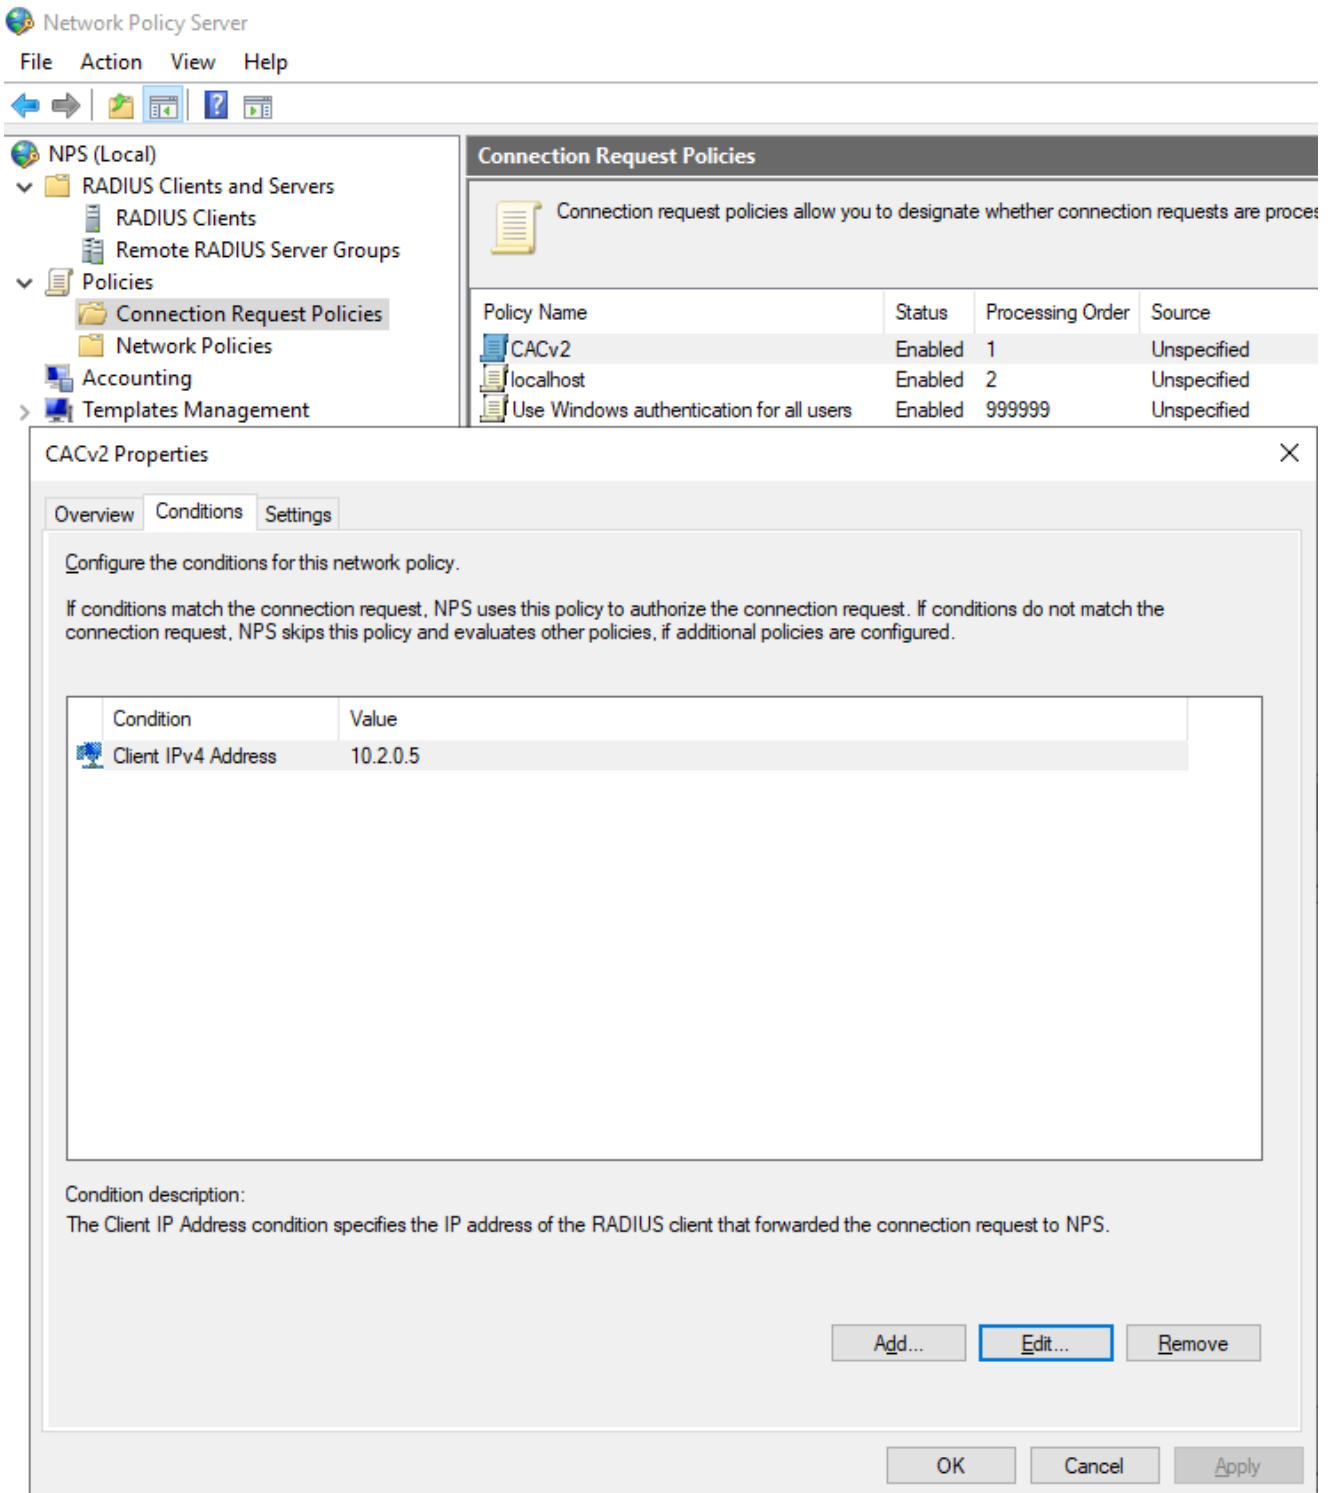 Network Policy Server
File Action View Help
NPS (Local)
RADIUS Clients and Servers
RADIUS Clients
Remote RADIUS Server Groups
Policies
Connection Request Policies
Network Policies
Accounting
Templates Management
Connection Request Policies
Connection request policies allow you to designate whether connection requests are proces
Policy Name Status Processing Order Source
CACv2 Enabled 1 Unspecified
localhost Enabled 2 Unspecified
Use Windows authentication for all users Enabled 999999 Unspecified
CACv2 Properties
Overview Conditions Settings
Configure the conditions for this network policy.
If conditions match the connection request, NPS uses this policy to authorize the connection request. If conditions do not match the
connection request, NPS skips this policy and evaluates other policies, if additional policies are configured.
Condition Value
Client IPv4 Address 10.2.0.5
Condition description:
The Client IP Address condition specifies the IP address of the RADIUS client that forwarded the connection request to NPS.
Add... Edit... Remove
OK Cancel Apply